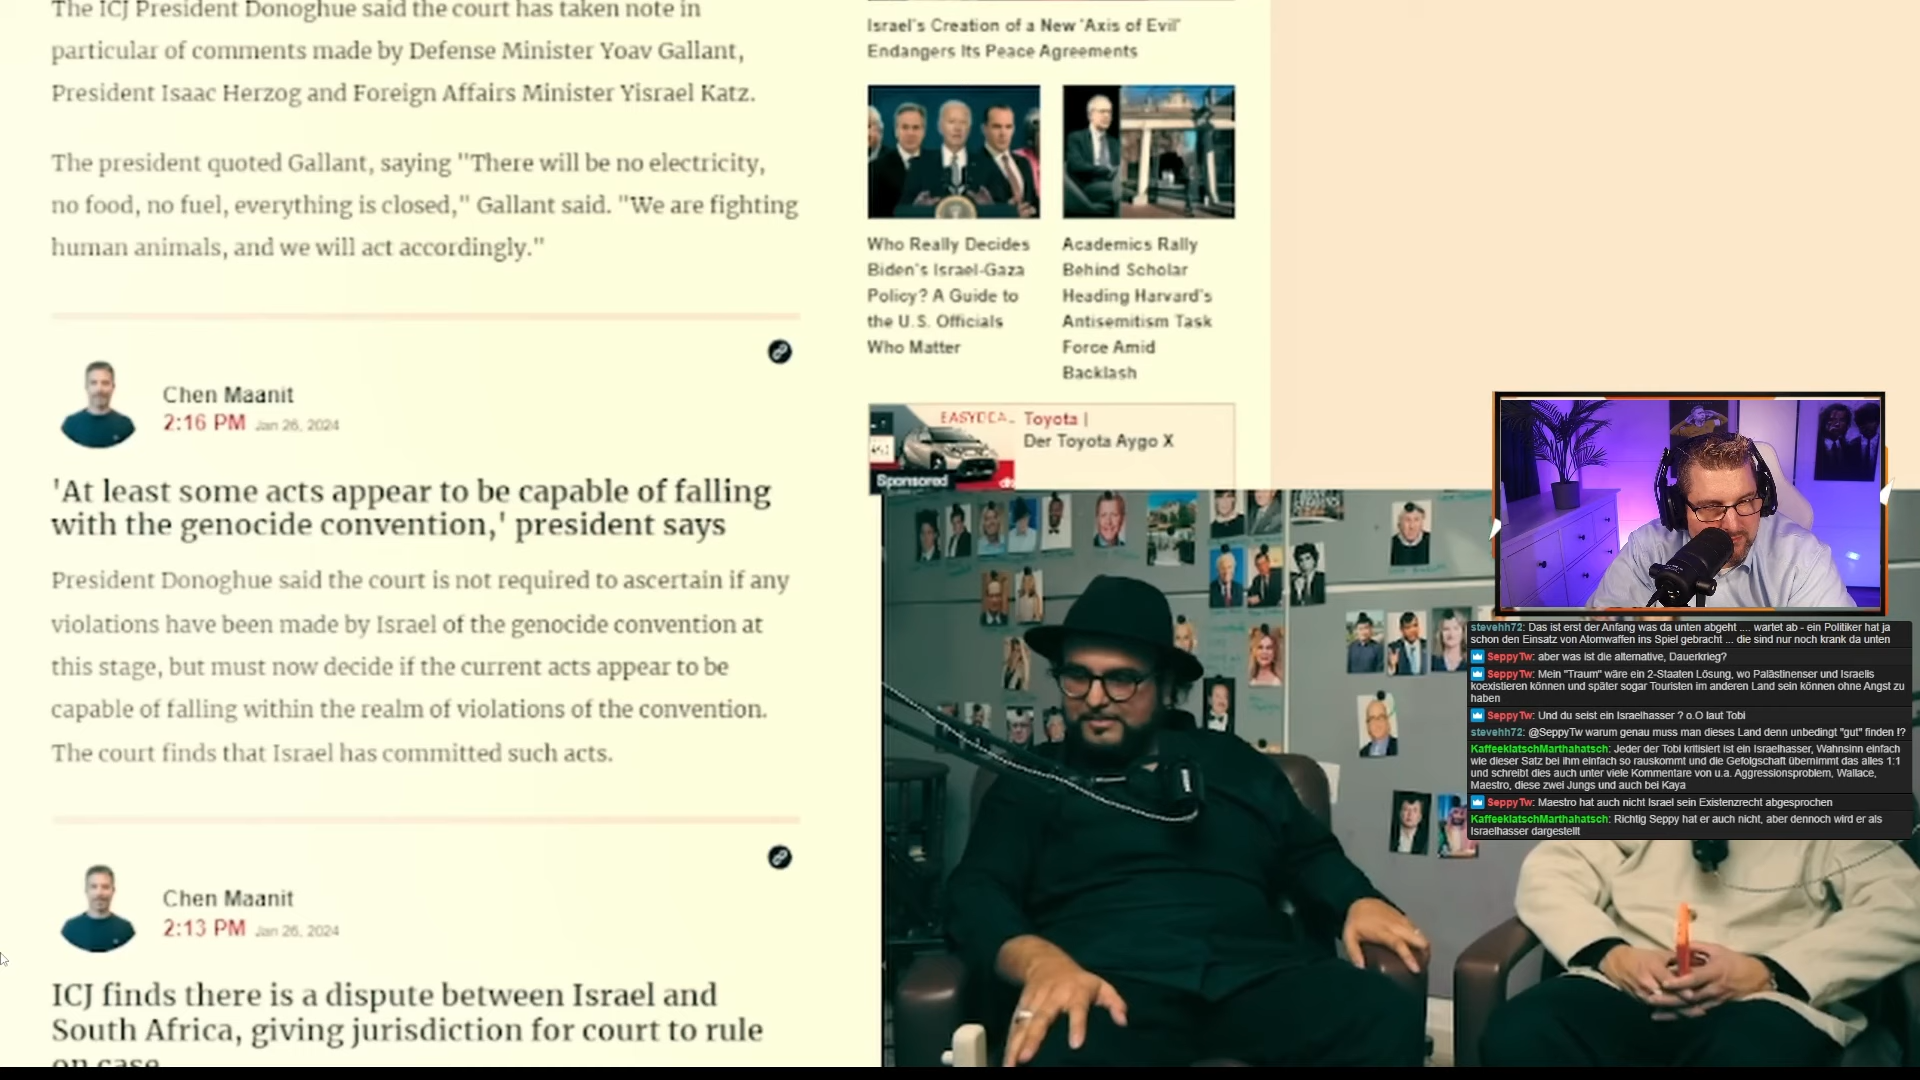 The ICJ President Donoghue said the court has taken note in
particular of comments made by Defense Minister Yoav Gallant,
President Isaac Herzog and Foreign Affairs Minister Yisrael Katz.
The president quoted Gallant, saying "There will be no electricity,
no food, no fuel, everything is closed," Gallant said. "We are fighting
human animals, and we will act accordingly."
Chen Maanit
2:16 PM Jan 26, 2024
'At least some acts appear to be capable of falling
with the genocide convention,' president says
President Donoghue said the court is not required to ascertain if any
violations have been made by Israel of the genocide convention at
this stage, but must now decide if the current acts appear to be
capable of falling within the realm of violations of the convention.
The court finds that Israel has committed such acts.
Chen Maanit
2:13 PM Jan 26, 2024
ICJ finds there is a dispute between Israel and
South Africa, giving jurisdiction for court to rule
on case
Israel's Creation of a New 'Axis of Evil'
Endangers Its Peace Agreements
Who Really Decides
Biden's Israel-Gaza
Policy? A Guide to
the U.S. Officials
Who Matter
Academics Rally
Behind Scholar
Heading Harvard's
Antisemitism Task
Force Amid
Backlash
Toyota |
Der Toyota Aygo X
Sponsored
stevehh72: Das ist erst der Anfang was da unten abgeht .... wartet ab - ein Politiker hat ja
schon den Einsatz von Atomwaffen ins Spiel gebracht ... die sind nur noch krank da unten
SeppyTw: aber was ist die alternative, Dauerkrieg?
SeppyTw: Mein "Traum" wäre ein 2-Staaten Lösung, wo Palästinenser und Israelis
koexistieren können und später sogar Touristen im anderen Land sein können ohne Angst zu
haben
SeppyTw: Und du seist ein Israelhasser ? o.O laut Tobi
stevehh72: @SeppyTw warum genau muss man dieses Land denn unbedingt "gut" finden !?
KaffeeklatschMarthahatsch: Jeder der Tobi kritisiert ist ein Israelhasser, Wahnsinn einfach
wie dieser Satz bei ihm einfach so rauskommt und die Gefolgschaft übernimmt das alles 1:1
und schreibt dies auch unter viele Kommentare von u.a. Aggressionsproblem, Wallace,
Maestro, diese zwei Jungs und auch bei Kaya
SeppyTw: Maestro hat auch nicht Israel sein Existenzrecht abgesprochen
KaffeeklatschMarthahatsch: Richtig Seppy hat er auch nicht, aber dennoch wird er als
Israelhasser dargestellt